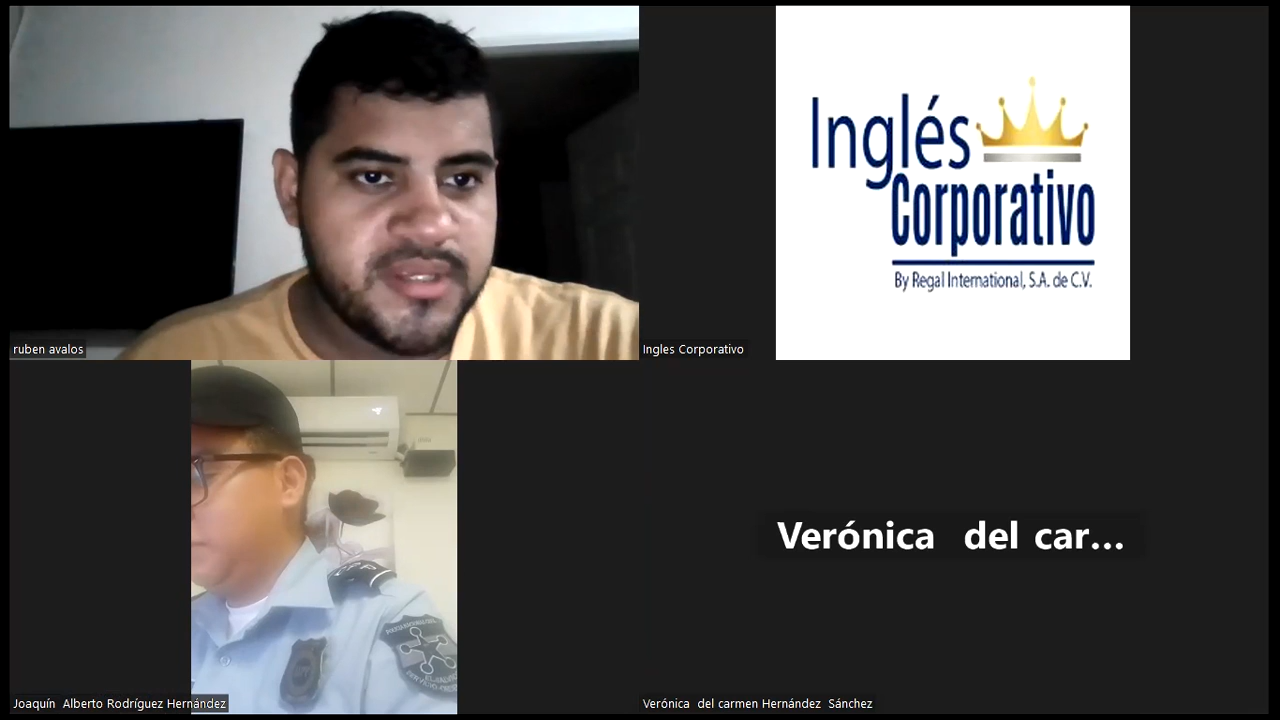 Inglés
Corporativo
By Regal International, S.A. de C.V.
ruben avalos
Ingles Corporativo
Verónica del car...
Joaquín Alberto Rodríguez Hernández
Verónica del carmen Hernández Sánchez